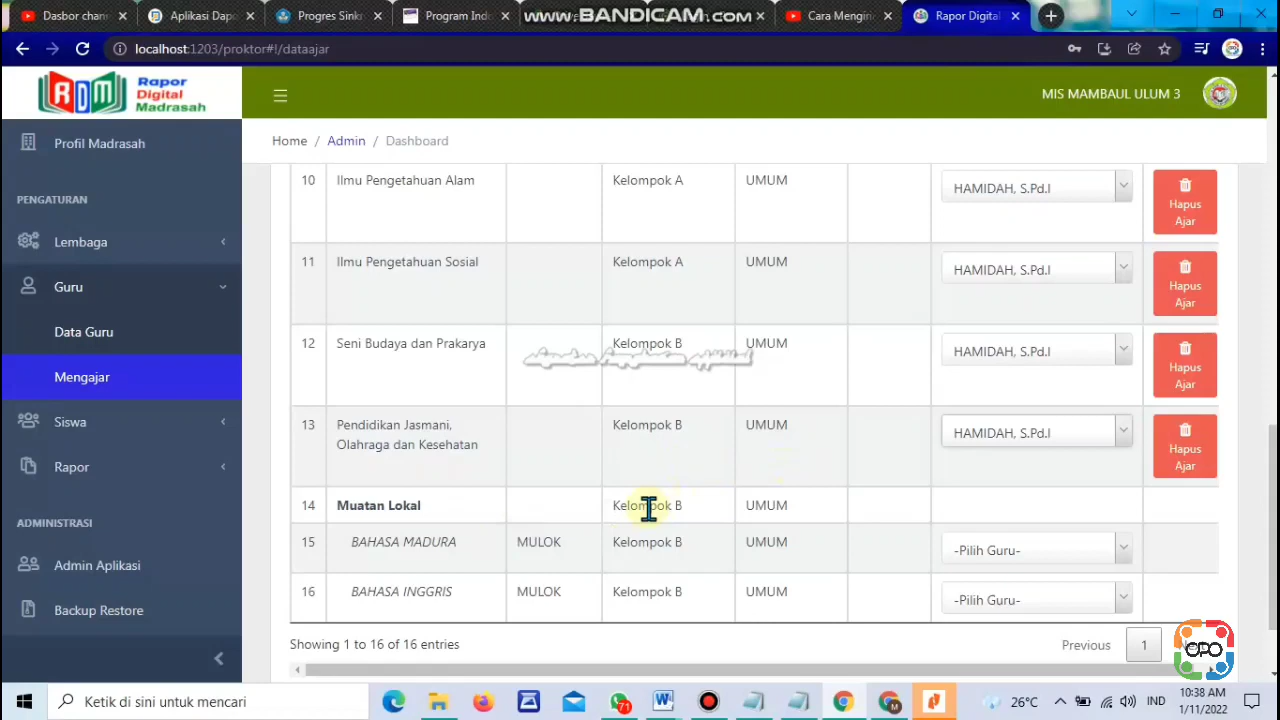 Dasbor can
Aplikasi Dap
Progres Sink
Program Ind
www.BANDICAM.com
Cara Mengin
Rapor Digital
localhost:1203/proktor#!/dataajar
RDM Rapor
Digital
Madrasah
MIS MAMBAUL ULUM 3
Profil Madrasah
Home / Admin / Dashboard
PENGATURAN
Lembaga
Guru
Data Guru
Mengajar
Siswa
Rapor
ADMINISTRASI
Admin Aplikasi
Backup Restore
10 Ilmu Pengetahuan Alam Kelompok A UMUM HAMIDAH, S.Pd.I Hapus
Ajar
11 Ilmu Pengetahuan Sosial Kelompok A UMUM HAMIDAH, S.Pd.I Hapus
Ajar
12 Seni Budaya dan Prakarya Kelompok B UMUM HAMIDAH, S.Pd.I Hapus
Ajar
13 Pendidikan Jasmani, Kelompok B UMUM HAMIDAH, S.Pd.I Hapus
Olahraga dan Kesehatan Ajar
14 Muatan Lokal Kelompok B UMUM
15 BAHASA MADURA MULOK Kelompok B UMUM -Pilih Guru-
16 BAHASA INGGRIS MULOK Kelompok B UMUM -Pilih Guru-
Showing 1 to 16 of 16 entries Previous 1
OPO
Ketik di sini untuk mencari
71
26°C
IND
10:38 AM
1/11/2022